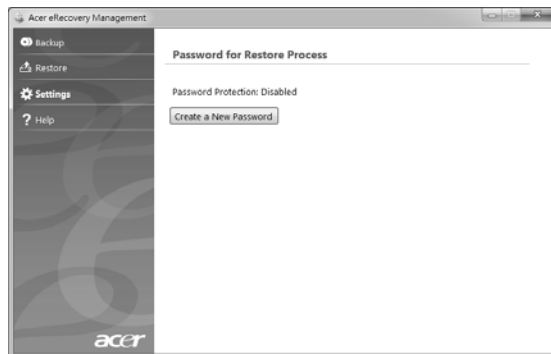 Acer eRecovery Management
Backup
Restore
Settings
Help
Password for Restore Process
Password Protection: Disabled
Create a New Password
acer